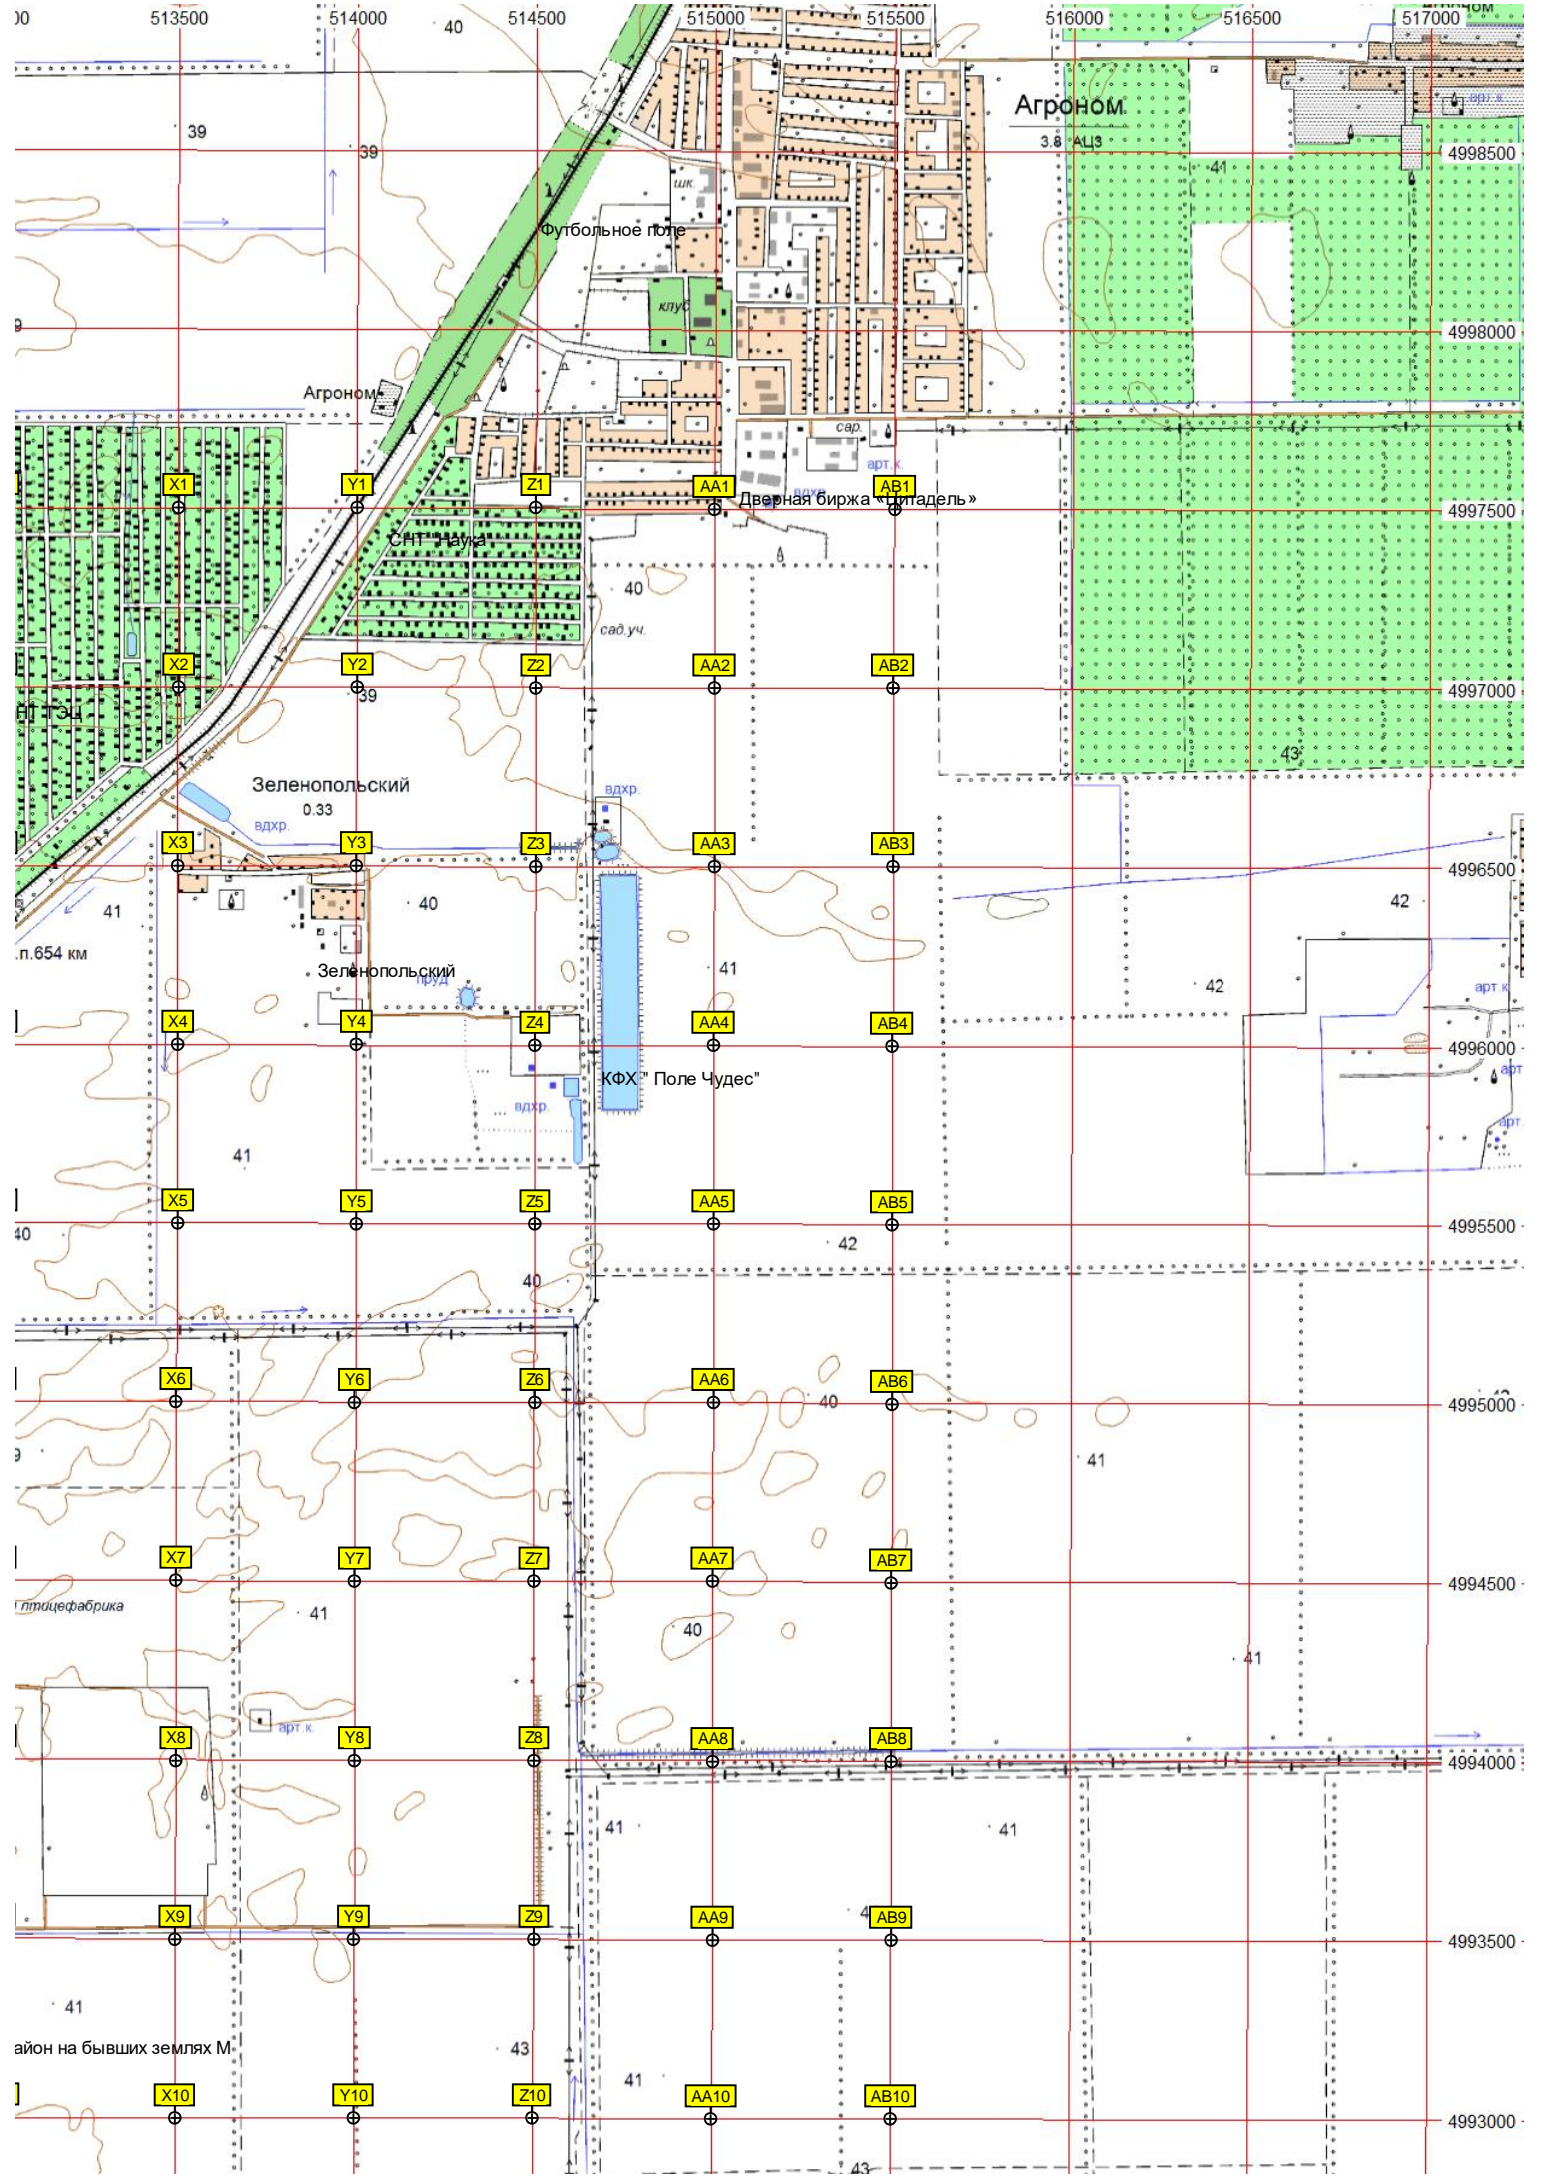 513500 514000 514500 515000 515500 516000 516500 517000
40
Агроном
3.8 АЦЗ
арт.к.
39
39
4998500
41
шк.
Футбольное поле
клуб
4998000
Агроном
сар.
арт.к.
X1 Y1 Z1 AA1 AB1
вдхр.
Дверная биржа «Цитадель»
4997500
СНТ "Наука"
40
сад.уч.
X2 Y2 Z2 AA2 AB2
39
4997000
НТ ТЭЦ
43
Зеленопольский
0.33
вдхр.
вдхр.
X3 Y3 Z3 AA3 AB3
4996500
41
40
42
.п.654 км
Зеленопольский
пруд
41
42
арт.к
X4 Y4 Z4 AA4 AB4
4996000
арт
КФХ " Поле Чудес"
вдхр.
арт.
41
X5 Y5 Z5 AA5 AB5
40
42
4995500
40
X6 Y6 Z6 AA6 AB6
40
4995000
9
41
X7 Y7 Z7 AA7 AB7
4994500
птицефабрика
41
40
41
арт.к.
X8 Y8 Z8 AA8 AB8
4994000
41
41
X9 Y9 Z9 AA9 AB9
4993500
41
айон на бывших землях М
43
41
X10 Y10 Z10 AA10 AB10
4993000
43